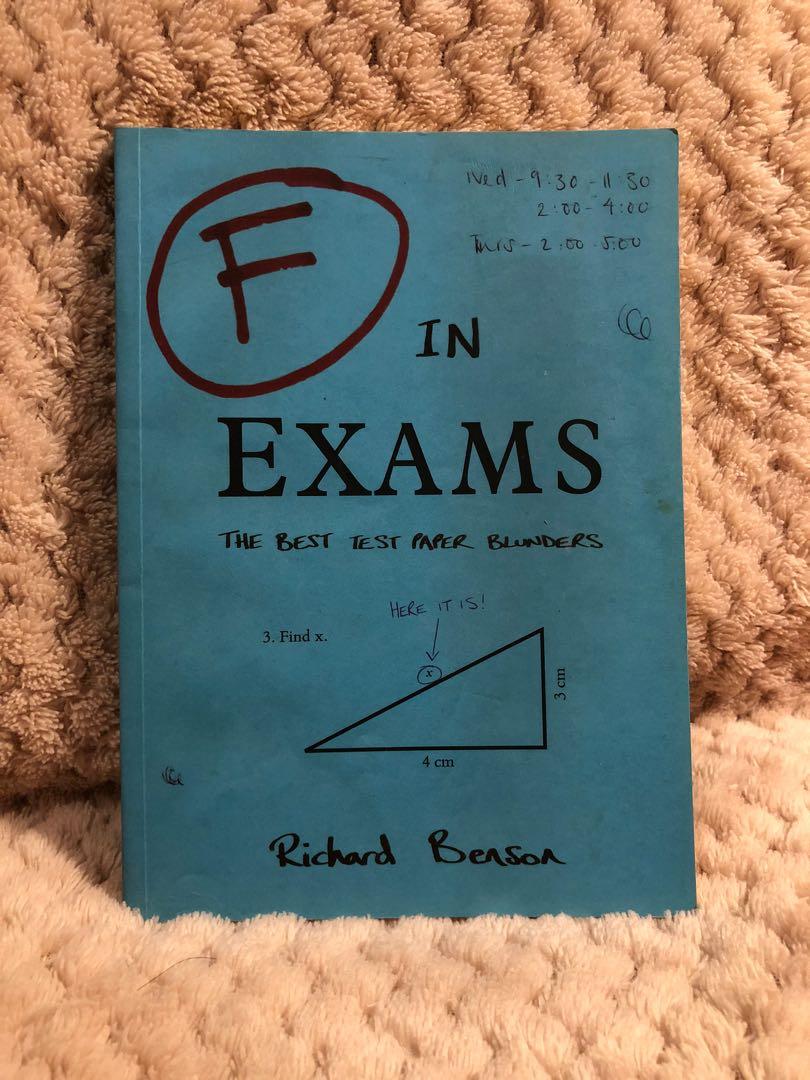 F
Wed - 9:30 - 11:30
2:00 - 4:00
Thurs - 2:00 - 5:00
IN
EXAMS
THE BEST TEST PAPER BLUNDERS
HERE IT IS!
3. Find x.
x
3 cm
4 cm
Richard Benson